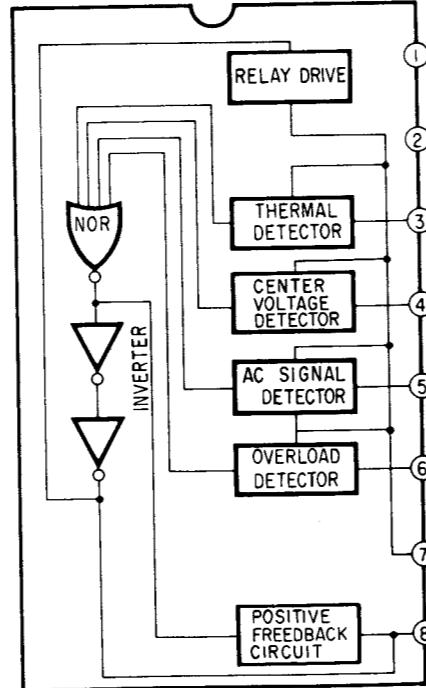 RELAY DRIVE
1
2
NOR
THERMAL
DETECTOR
3
CENTER
VOLTAGE
DETECTOR
4
INVERTER
AC SIGNAL
DETECTOR
5
OVERLOAD
DETECTOR
6
7
POSITIVE
FREEDBACK
CIRCUIT
8